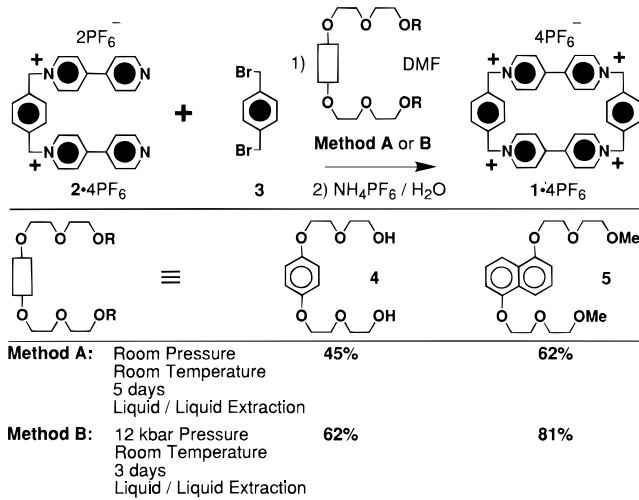 2PF6⁻
+
N
N
+
N
N
2•4PF6
+
Br
Br
3
1)
O O OR
O O OR
DMF
Method A or B
2) NH4PF6 / H2O
4PF6⁻
+ +
N N
N N
+ +
1•4PF6
O O OR
O O OR
≡
O O OH
4
O O OH
O O OMe
5
O O OMe
Method A: Room Pressure 45% 62%
Room Temperature
5 days
Liquid / Liquid Extraction
Method B: 12 kbar Pressure 62% 81%
Room Temperature
3 days
Liquid / Liquid Extraction